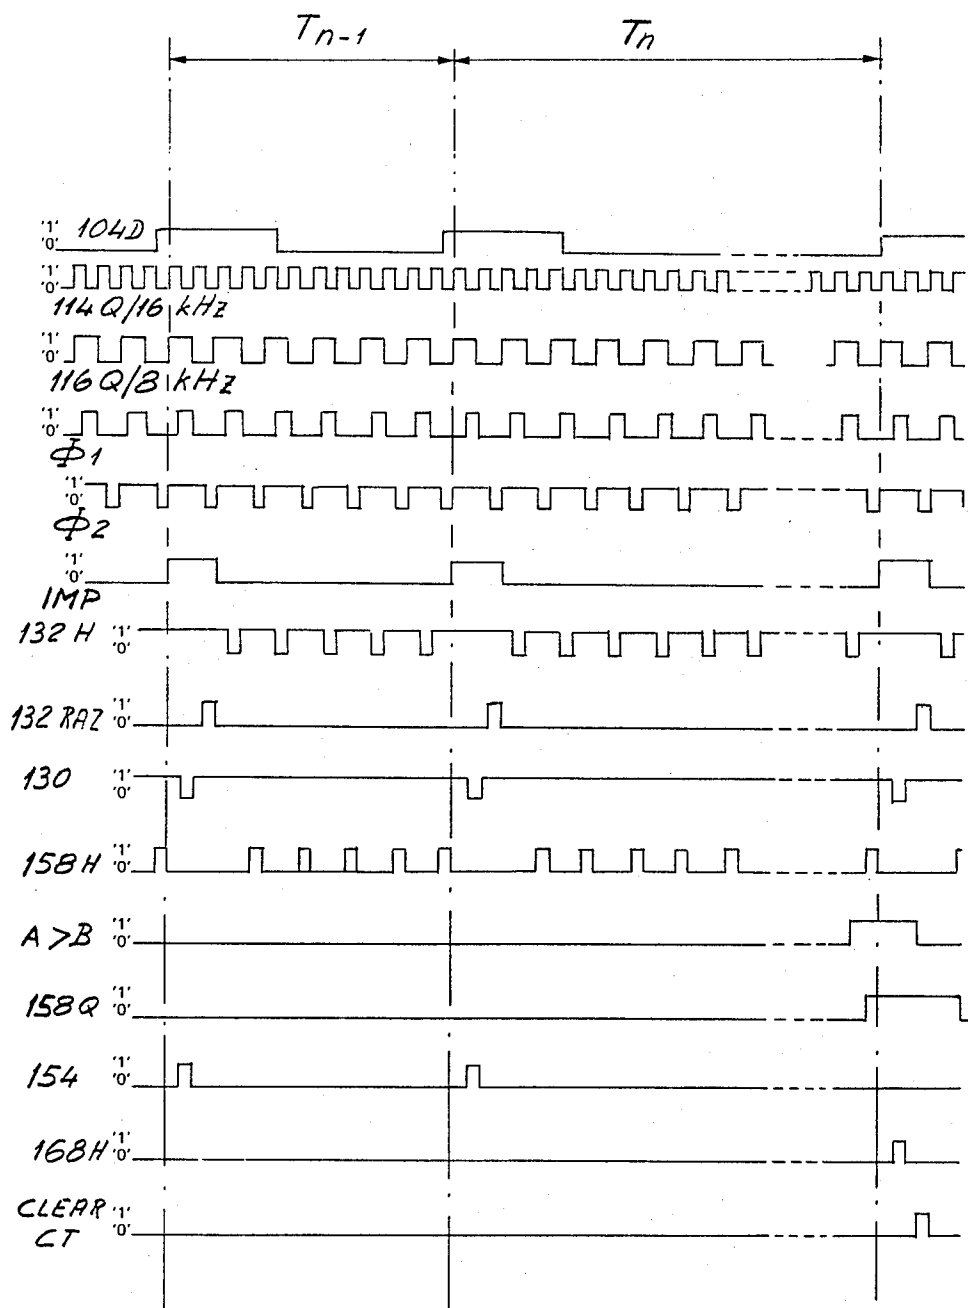 Tn-1 Tn
'1' 104D
'0'
'1'
'0'
114Q/16 kHz
'1'
'0'
116Q/8 kHz
'1'
'0'
Φ1
'1'
'0'
Φ2
'1'
'0'
IMP
132 H '1'
'0'
132 RAZ '1'
'0'
130 '1'
'0'
158H '1'
'0'
A>B '1'
'0'
158Q '1'
'0'
154 '1'
'0'
168H '1'
'0'
CLEAR '1'
CT '0'